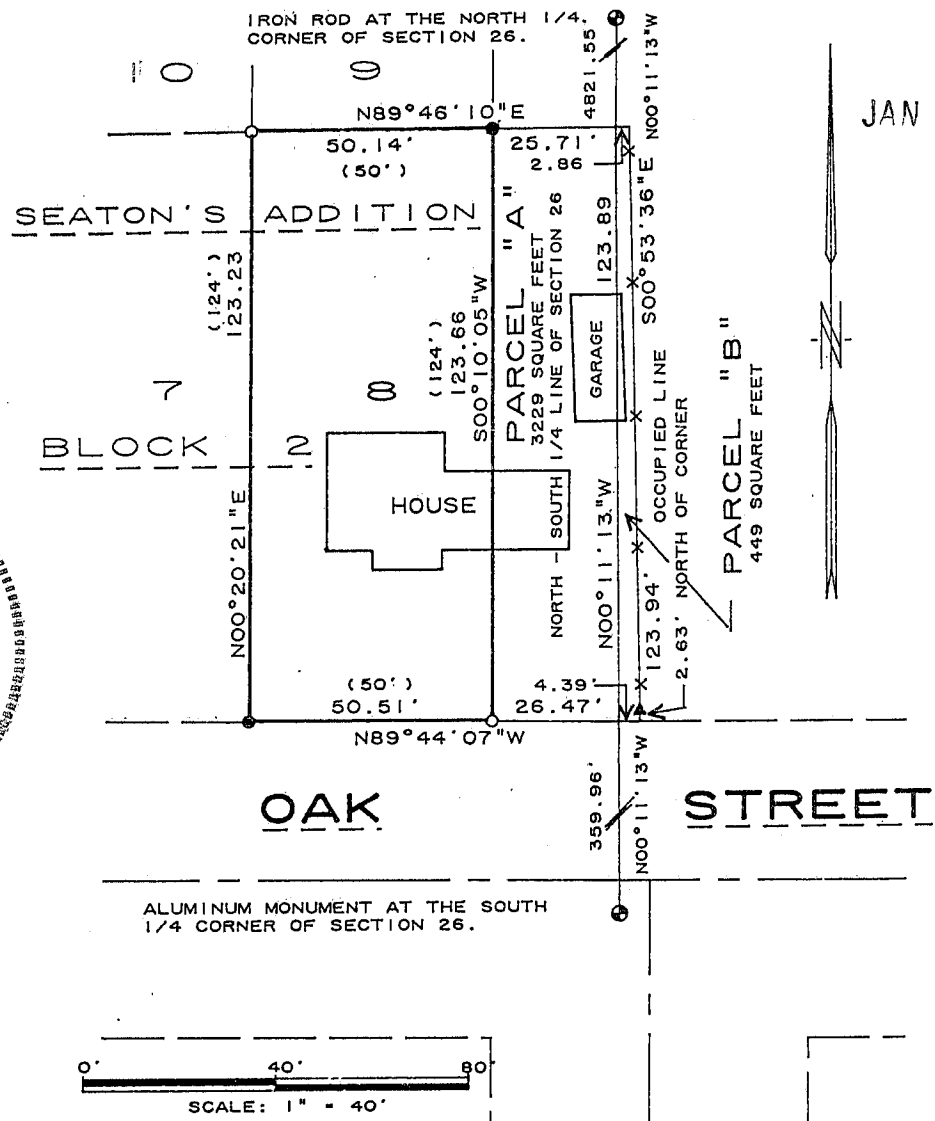 IRON ROD AT THE NORTH 1/4.
CORNER OF SECTION 26.
JAN
10
9
N89°46'10"E
50.14'
(50')
25.71'
2.86
4821.55
N00°11'13"W
SEATON'S ADDITION
(124')
123.23
(124')
123.66
S00°10'05"W
PARCEL "A"
3229 SQUARE FEET
NORTH - SOUTH 1/4 LINE OF SECTION 26
123.89
S00°53'36"E
GARAGE
7
8
BLOCK 2
HOUSE
N00°20'21"E
N00°11'13"W
OCCUPIED LINE
123.94'
2.63' NORTH OF CORNER
PARCEL "B"
449 SQUARE FEET
(50')
50.51'
4.39'
26.47'
N89°44'07"W
OAK STREET
359.96'
N00°11'13"W
ALUMINUM MONUMENT AT THE SOUTH
1/4 CORNER OF SECTION 26.
0' 40' 80'
SCALE: 1" = 40'
N